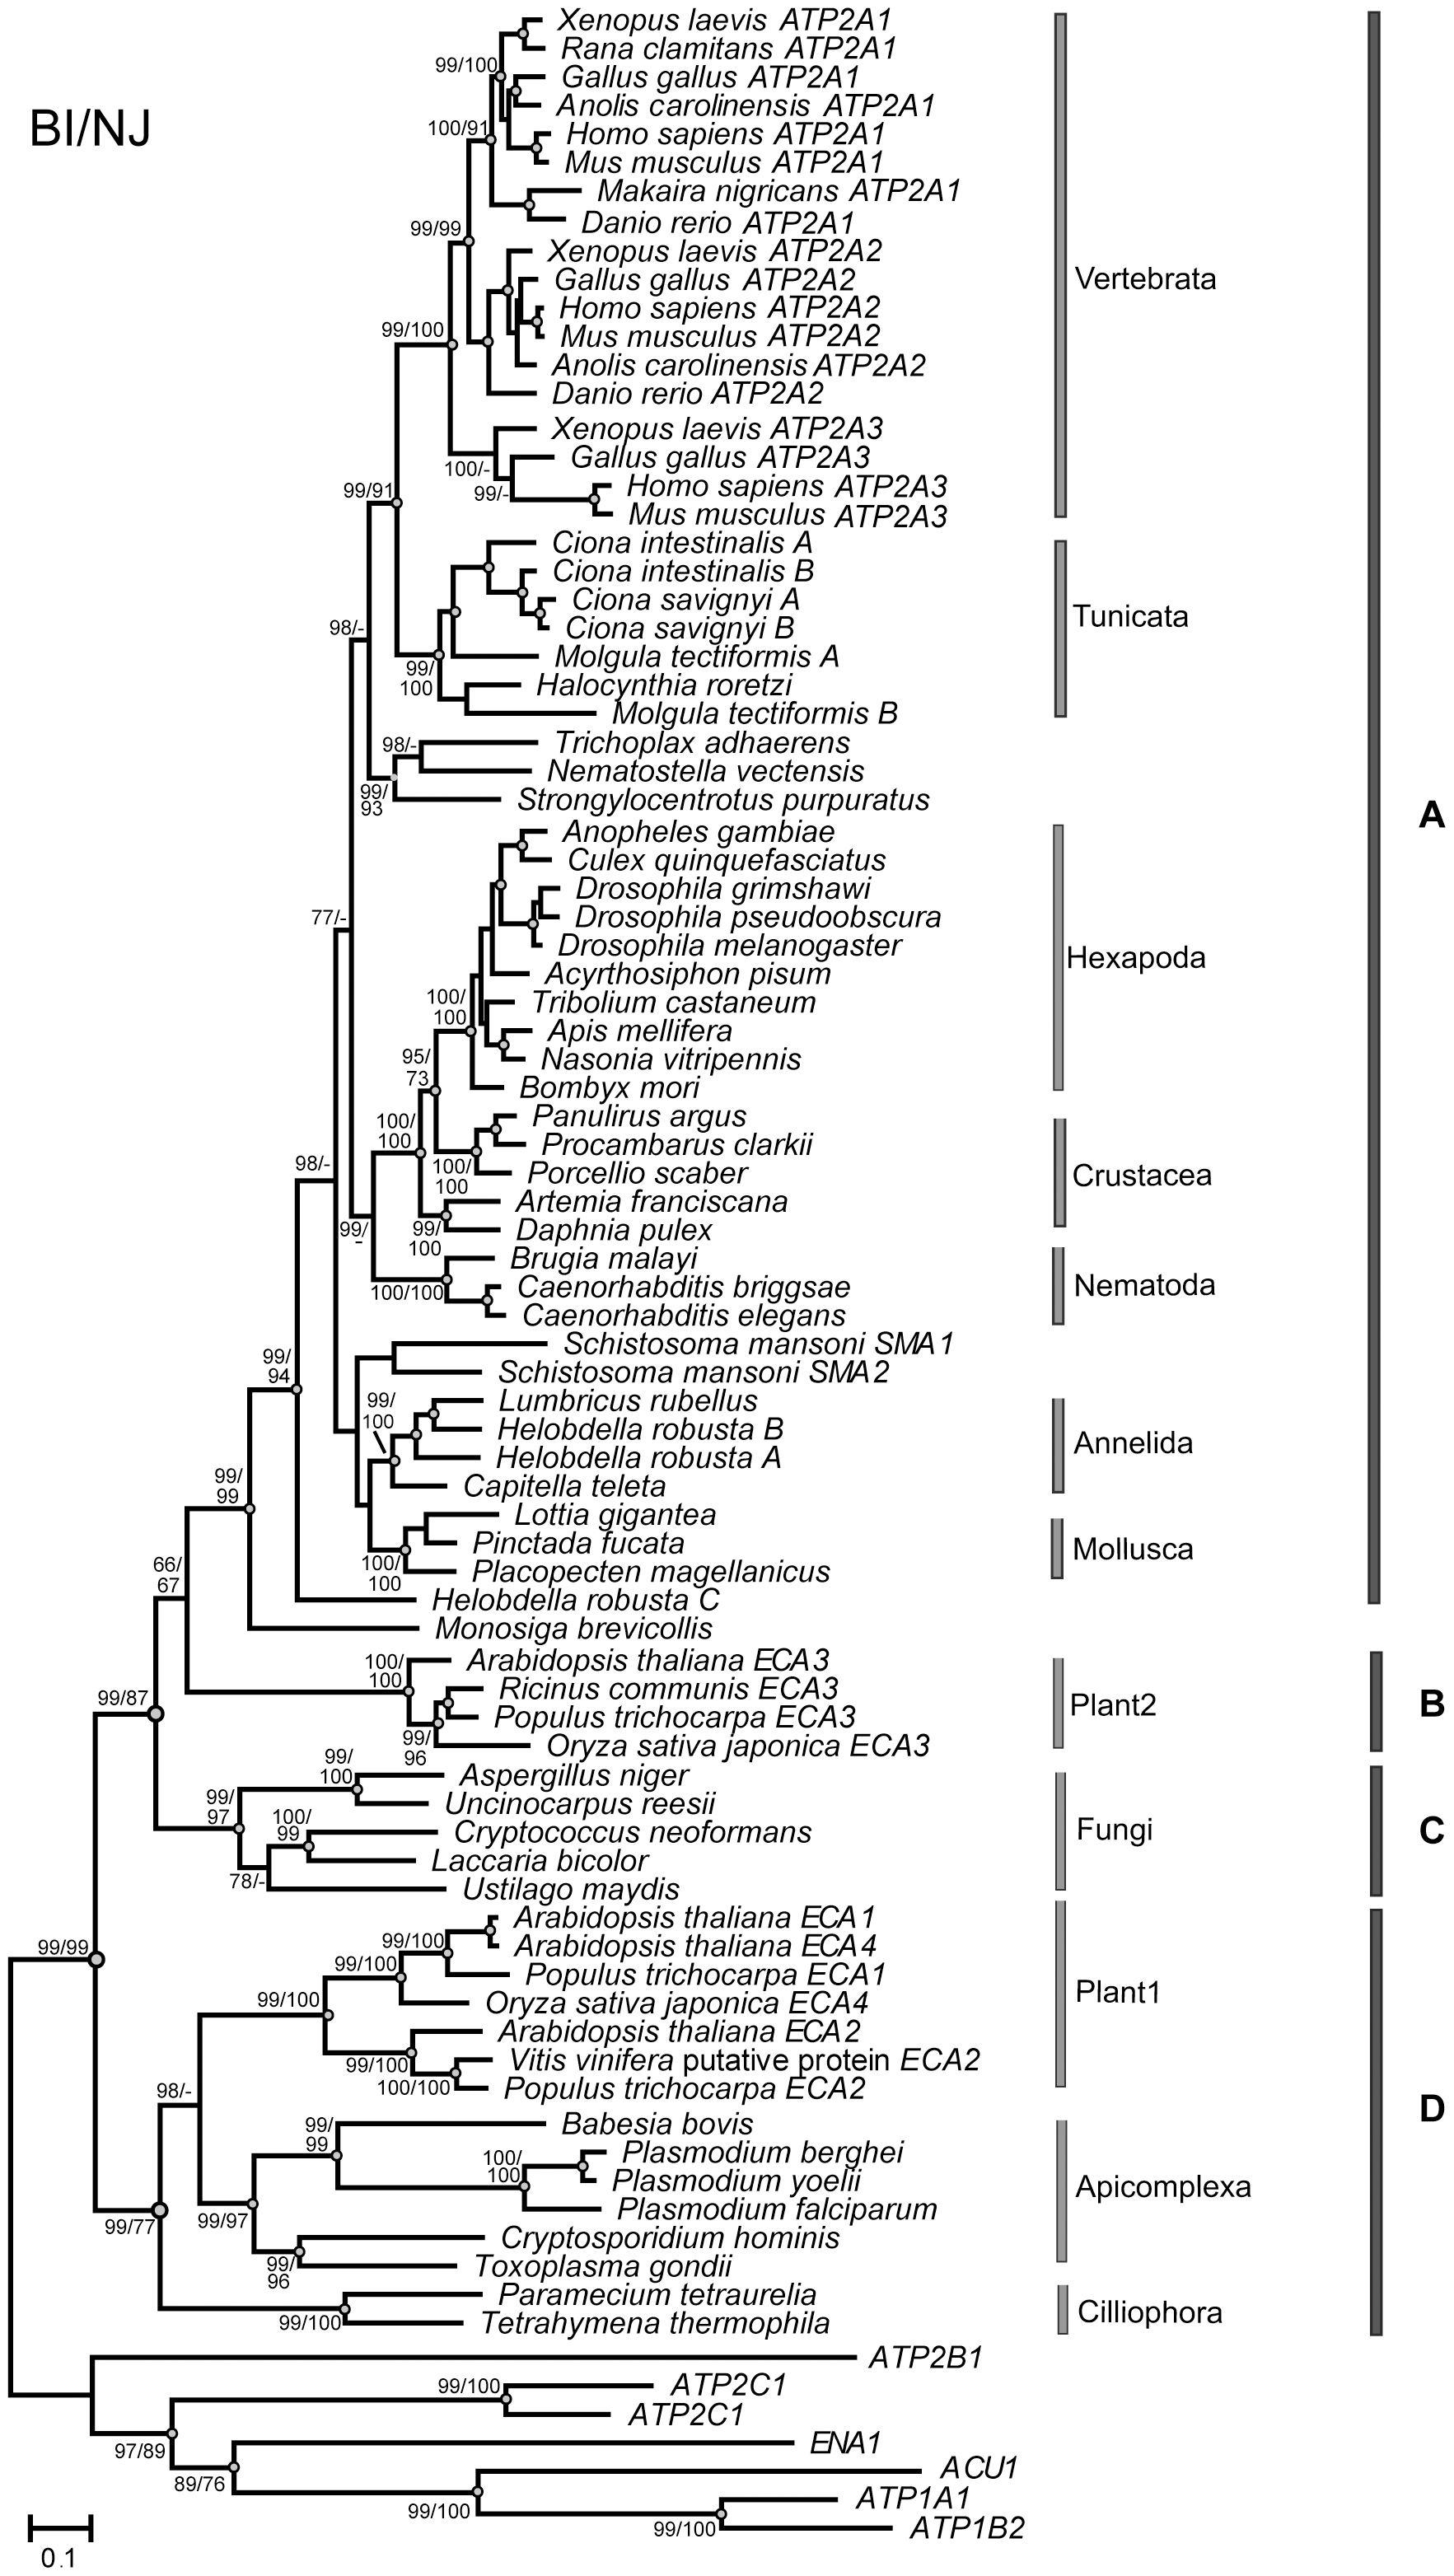 BI/NJ
Xenopus laevis ATP2A1
Rana clamitans ATP2A1
99/100
Gallus gallus ATP2A1
Anolis carolinensis ATP2A1
100/91
Homo sapiens ATP2A1
Mus musculus ATP2A1
Makaira nigricans ATP2A1
Danio rerio ATP2A1
99/99
Xenopus laevis ATP2A2
Gallus gallus ATP2A2
Vertebrata
Homo sapiens ATP2A2
99/100
Mus musculus ATP2A2
Anolis carolinensis ATP2A2
Danio rerio ATP2A2
Xenopus laevis ATP2A3
Gallus gallus ATP2A3
100/-
Homo sapiens ATP2A3
99/-
99/91
Mus musculus ATP2A3
Ciona intestinalis A
Ciona intestinalis B
Ciona savignyi A
Tunicata
Ciona savignyi B
98/-
Molgula tectiformis A
99/
100
Halocynthia roretzi
Molgula tectiformis B
98/-
Trichoplax adhaerens
Nematostella vectensis
99/
93
Strongylocentrotus purpuratus
A
Anopheles gambiae
Culex quinquefasciatus
Drosophila grimshawi
77/-
Drosophila pseudoobscura
Drosophila melanogaster
Hexapoda
Acyrthosiphon pisum
100/
100
Tribolium castaneum
Apis mellifera
95/
73
Nasonia vitripennis
Bombyx mori
100/
100
Panulirus argus
Procambarus clarkii
98/-
100/
100
Porcellio scaber
Crustacea
Artemia franciscana
99/
-
99/
100
Daphnia pulex
Brugia malayi
100/100
Caenorhabditis briggsae
Nematoda
Caenorhabditis elegans
Schistosoma mansoni SMA1
99/
94
Schistosoma mansoni SMA2
99/
100
Lumbricus rubellus
Helobdella robusta B
Annelida
Helobdella robusta A
99/
99
Capitella teleta
Lottia gigantea
Pinctada fucata
Mollusca
100/
100
Placopecten magellanicus
66/
67
Helobdella robusta C
Monosiga brevicollis
100/
100
Arabidopsis thaliana ECA3
Ricinus communis ECA3
99/87
Populus trichocarpa ECA3
Plant2
B
99/
96
Oryza sativa japonica ECA3
99/
100
Aspergillus niger
Uncinocarpus reesii
99/
97
100/
99
Cryptococcus neoformans
Fungi
C
Laccaria bicolor
78/-
Ustilago maydis
Arabidopsis thaliana ECA1
99/99
99/100
Arabidopsis thaliana ECA4
99/100
Populus trichocarpa ECA1
Plant1
99/100
Oryza sativa japonica ECA4
Arabidopsis thaliana ECA2
99/100
Vitis vinifera putative protein ECA2
100/100
Populus trichocarpa ECA2
98/-
D
99/
99
Babesia bovis
100/
100
Plasmodium berghei
Plasmodium yoelii
Apicomplexa
Plasmodium falciparum
99/77
99/97
Cryptosporidium hominis
99/
96
Toxoplasma gondii
Paramecium tetraurelia
Cilliophora
99/100
Tetrahymena thermophila
ATP2B1
99/100
ATP2C1
ATP2C1
97/89
ENA1
89/76
ACU1
99/100
ATP1A1
99/100
ATP1B2
0.1